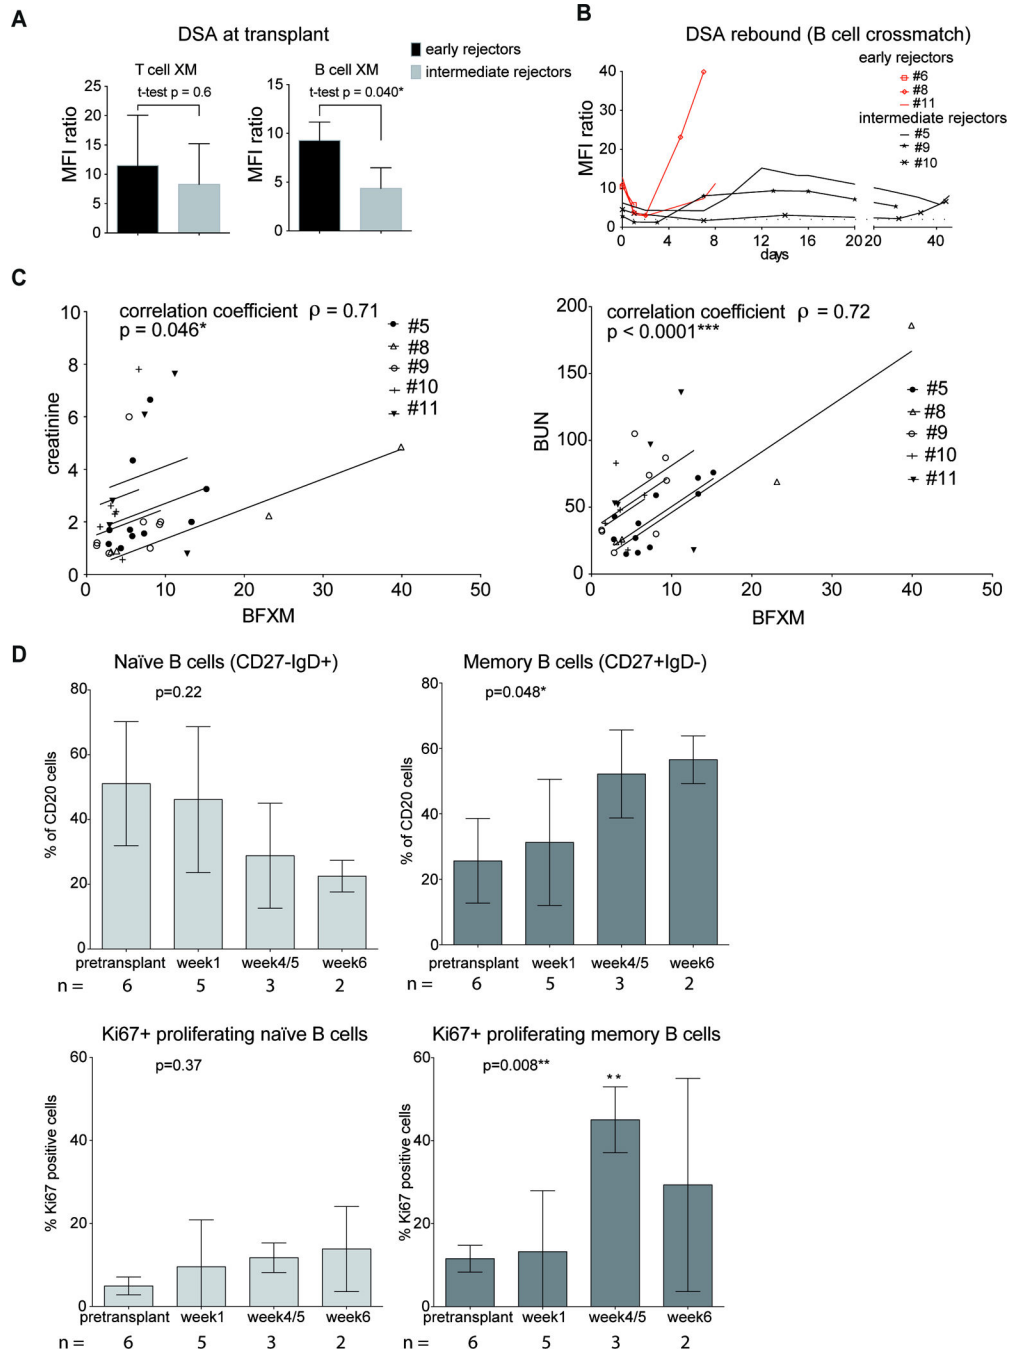 A
DSA at transplant
early rejectors
intermediate rejectors
T cell XM
t-test p = 0.6
MFI ratio
25
20
15
10
5
0
B cell XM
t-test p = 0.040*
MFI ratio
15
10
5
0
B
DSA rebound (B cell crossmatch)
early rejectors
#6
#8
#11
intermediate rejectors
#5
#9
#10
MFI ratio
40
30
20
10
0
0 4 8 12 16 20 20 40
days
C
correlation coefficient ρ = 0.71
p = 0.046*
#5
#8
#9
#10
#11
creatinine
10
8
6
4
2
0
0 10 20 30 40 50
BFXM
correlation coefficient ρ = 0.72
p < 0.0001***
#5
#8
#9
#10
#11
BUN
200
150
100
50
0
0 10 20 30 40 50
BFXM
D
Naïve B cells (CD27-IgD+)
p=0.22
% of CD20 cells
80
60
40
20
0
pretransplant week1 week4/5 week6
n = 6 5 3 2
Memory B cells (CD27+IgD-)
p=0.048*
% of CD20 cells
80
60
40
20
0
pretransplant week1 week4/5 week6
n = 6 5 3 2
Ki67+ proliferating naïve B cells
p=0.37
% Ki67 positive cells
60
40
20
0
pretransplant week1 week4/5 week6
n = 6 5 3 2
Ki67+ proliferating memory B cells
p=0.008**
**
% Ki67 positive cells
60
40
20
0
pretransplant week1 week4/5 week6
n = 6 5 3 2